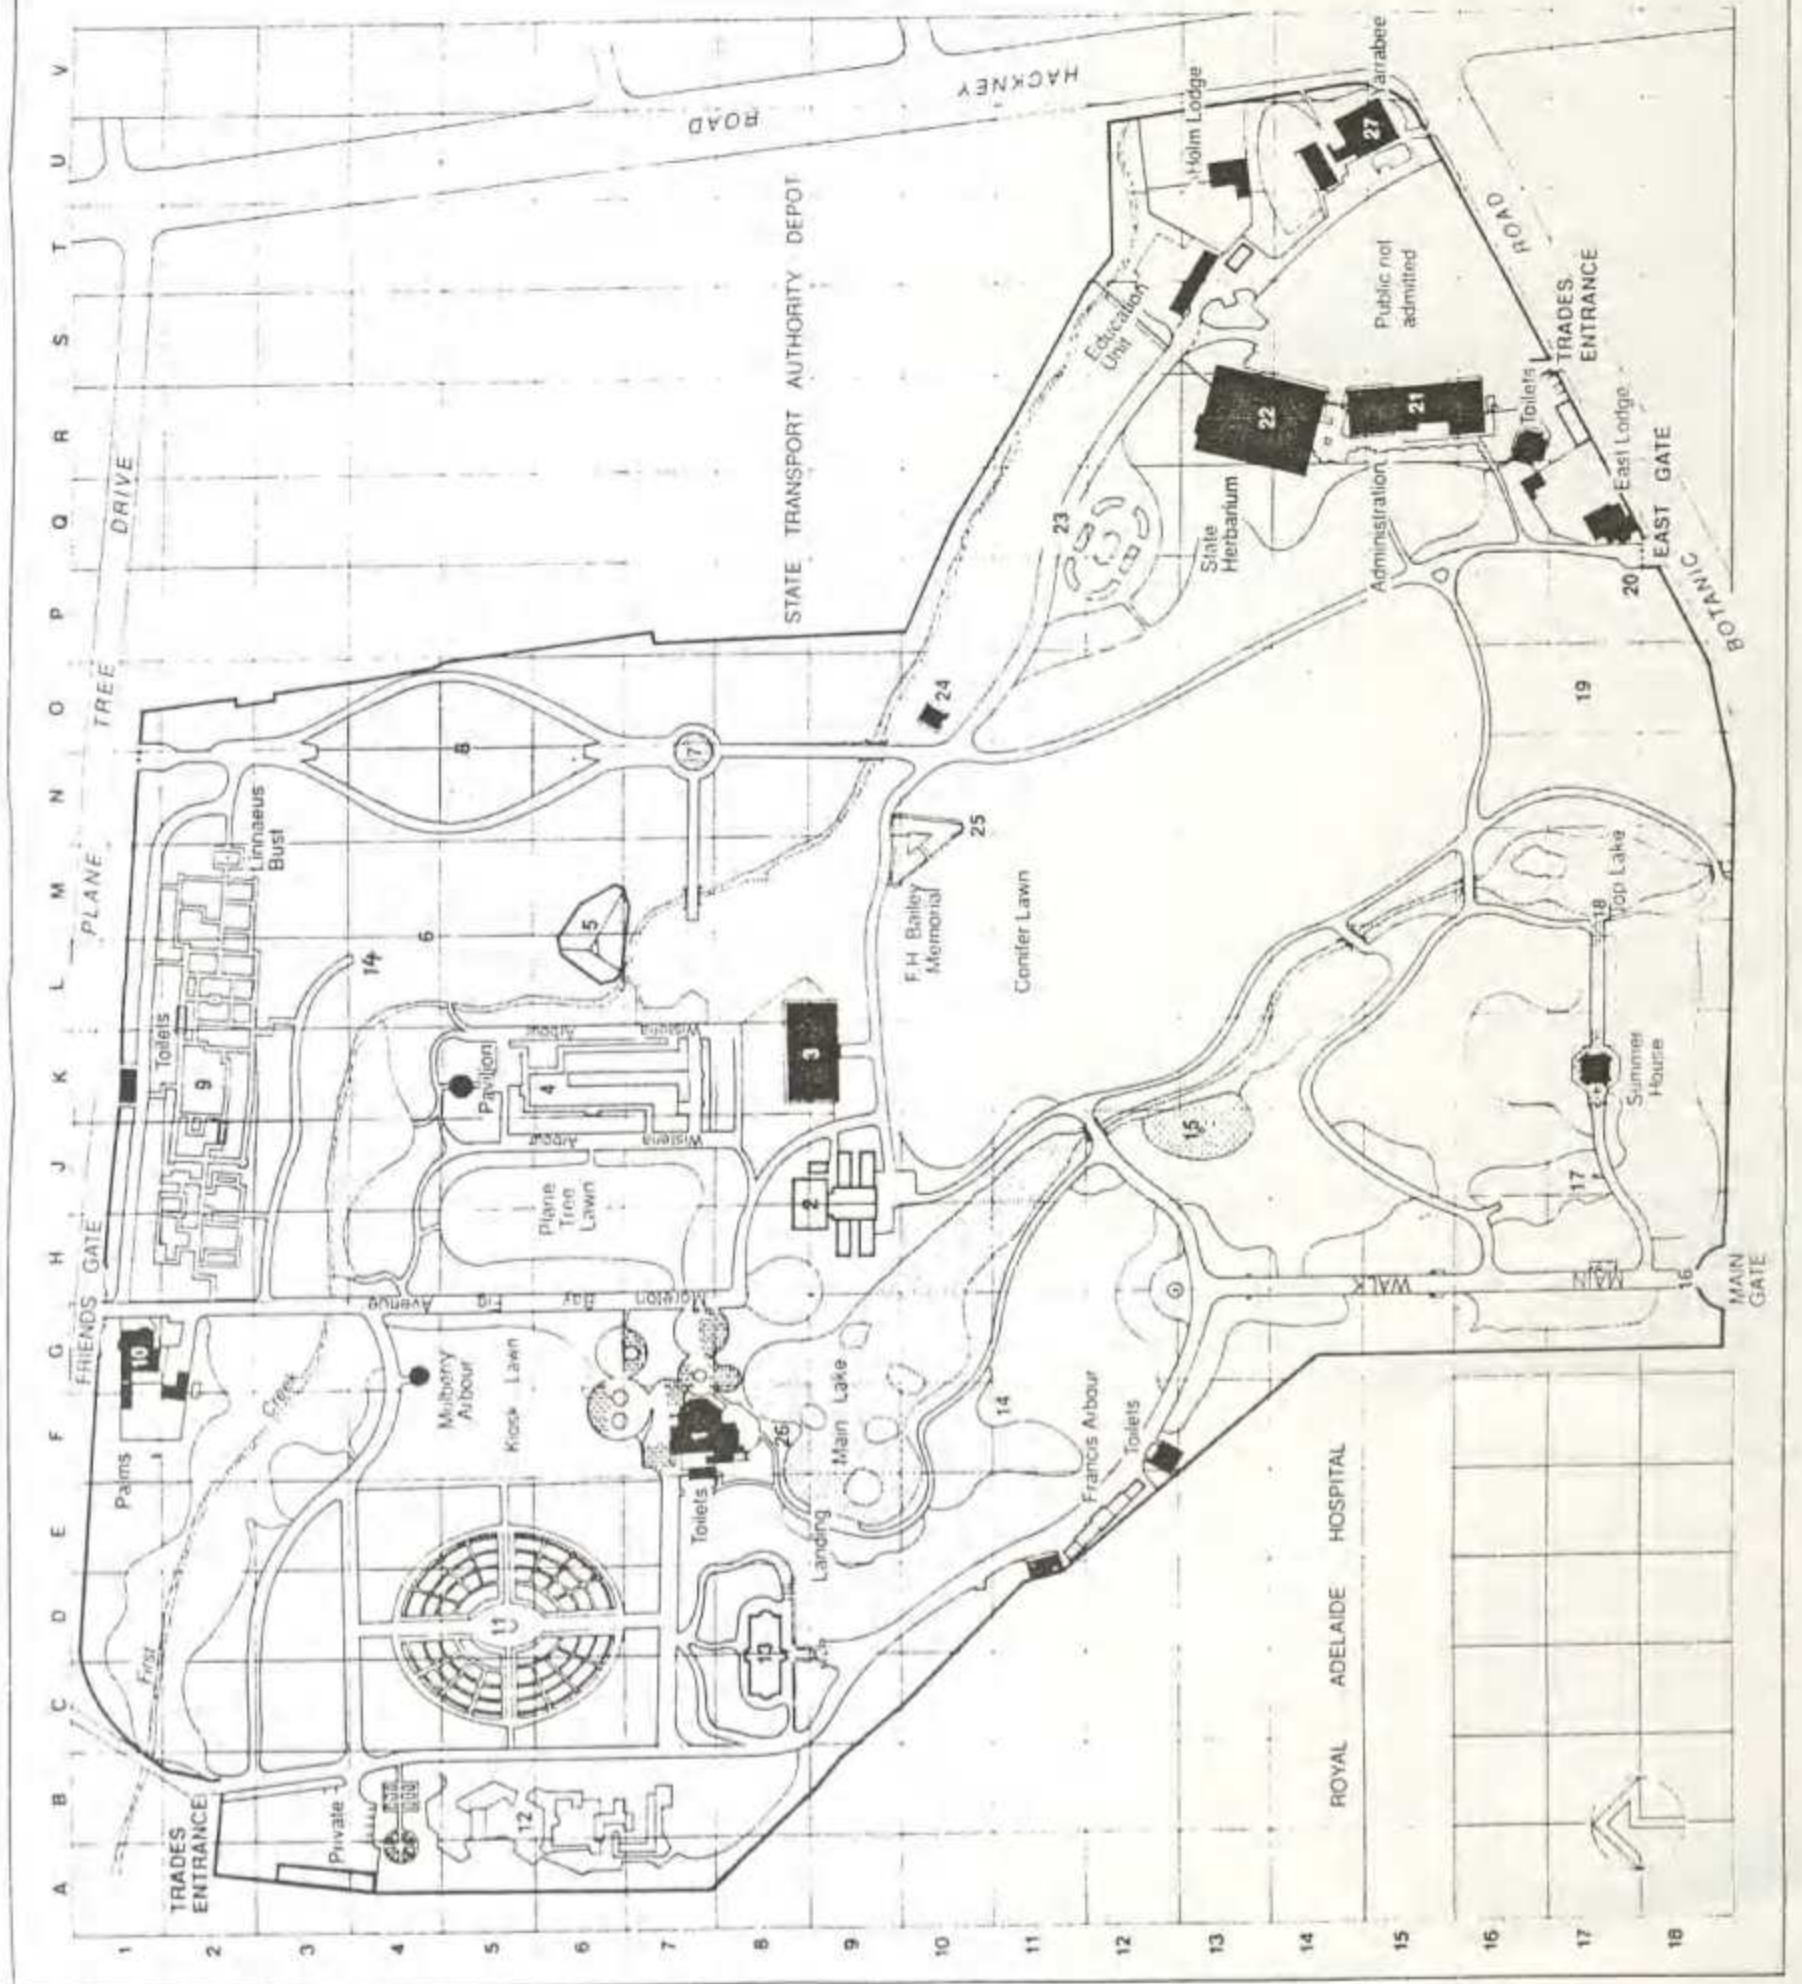 A B C D E F G H I J K L M N O P Q R S T U V
1
2
3
4
5
6
7
8
9
10
11
12
13
14
15
16
17
18
PLANE TREE DRIVE
HACKNEY ROAD
STATE TRANSPORT AUTHORITY DEPOT
TRADES
ENTRANCE
Private
First Creek
Palms
FRIENDS GATE
10
Toilets
9
Linnaeus
Bust
14
6
5
8
7
Mulberry
Arbour
Kiosk Lawn
Moreton Bay Fig Avenue
Plane
Tree
Lawn
Pavilion
4
Wisteria Arbour
Wisteria Arbour
3
2
11
12
13
Toilets
1
26
Landing
Main Lake
14
Francis Arbour
Toilets
F.H Bailey
Memorial
25
Conifer Lawn
24
23
State
Herbarium
Education
Unit
Holm Lodge
Yarrabee
27
22
21
Administration
Public not
admitted
Toilets
TRADES
ENTRANCE
East Lodge
EAST GATE
20
19
BOTANIC ROAD
15
Top Lake
18
Summer
House
17
MAIN WALK
16
MAIN
GATE
ROYAL ADELAIDE HOSPITAL